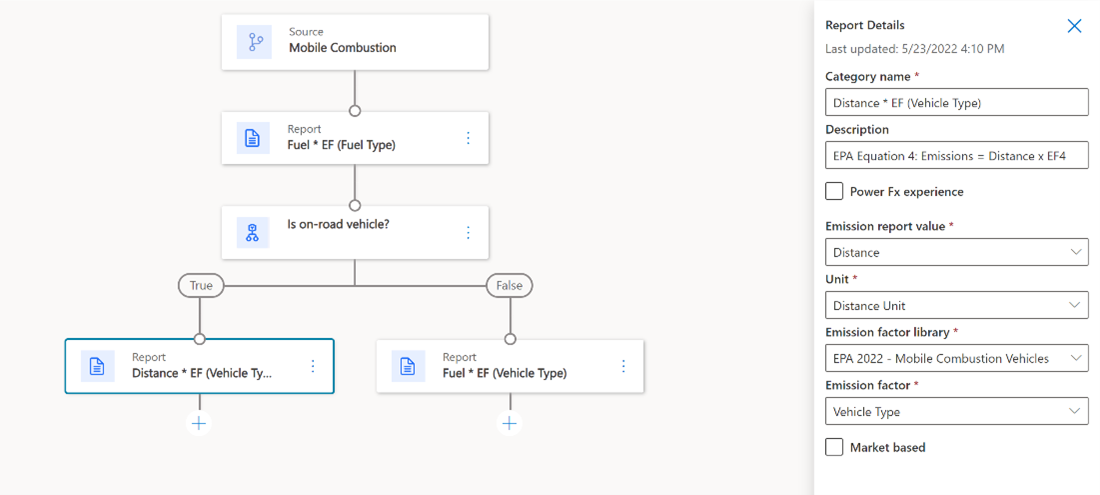 Source
Mobile Combustion
Report
Fuel * EF (Fuel Type)
Is on-road vehicle?
True
False
Report
Distance * EF (Vehicle Ty...
Report
Fuel * EF (Vehicle Type)
Report Details
Last updated: 5/23/2022 4:10 PM
Category name *
Distance * EF (Vehicle Type)
Description
EPA Equation 4: Emissions = Distance x EF4
Power Fx experience
Emission report value *
Distance
Unit *
Distance Unit
Emission factor library *
EPA 2022 - Mobile Combustion Vehicles
Emission factor *
Vehicle Type
Market based